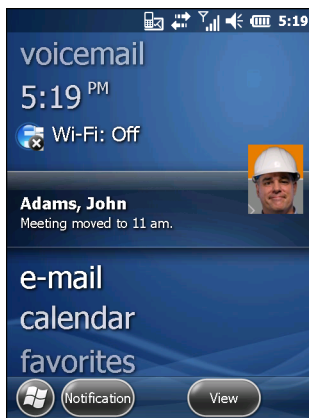 5:19
voicemail
5:19 PM
Wi-Fi: Off
Adams, John
Meeting moved to 11 am.
e-mail
calendar
favorites
Notification View